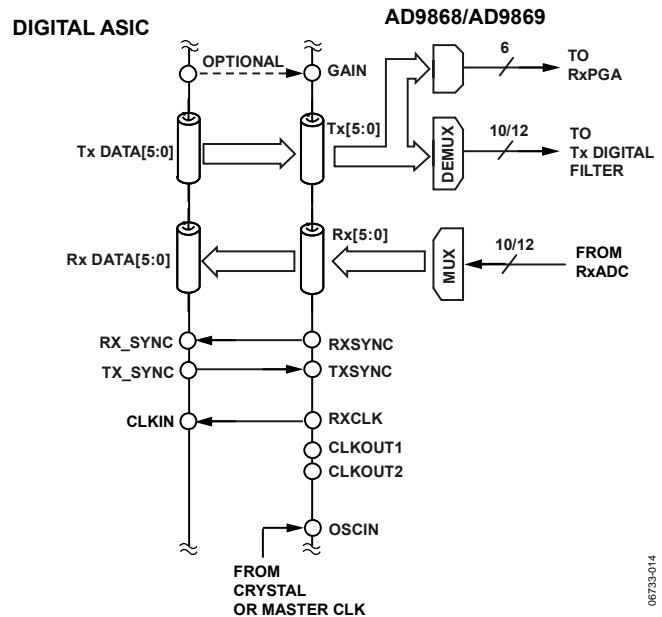 DIGITAL ASIC
AD9868/AD9869
OPTIONAL
GAIN
6
TO
RxPGA
Tx DATA[5:0]
Tx[5:0]
DEMUX
10/12
TO
Tx DIGITAL
FILTER
Rx DATA[5:0]
Rx[5:0]
MUX
10/12
FROM
RxADC
RX_SYNC
RXSYNC
TX_SYNC
TXSYNC
CLKIN
RXCLK
CLKOUT1
CLKOUT2
OSCIN
FROM
CRYSTAL
OR MASTER CLK
06733-014